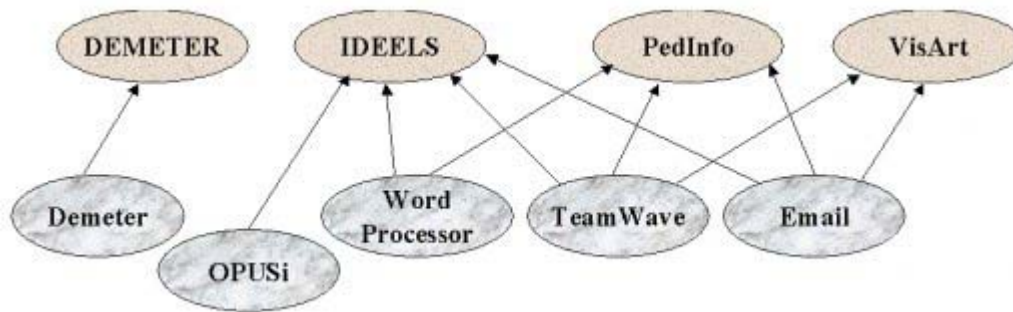 DEMETER
IDEELS
PedInfo
VisArt
Demeter
OPUSi
Word
Processor
TeamWave
Email